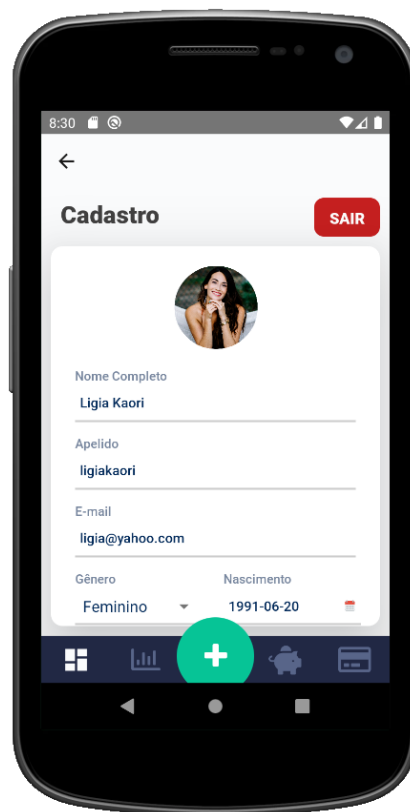 8:30
Cadastro
SAIR
Nome Completo
Ligia Kaori
Apelido
ligiakaori
E-mail
ligia@yahoo.com
Gênero Nascimento
Feminino 1991-06-20